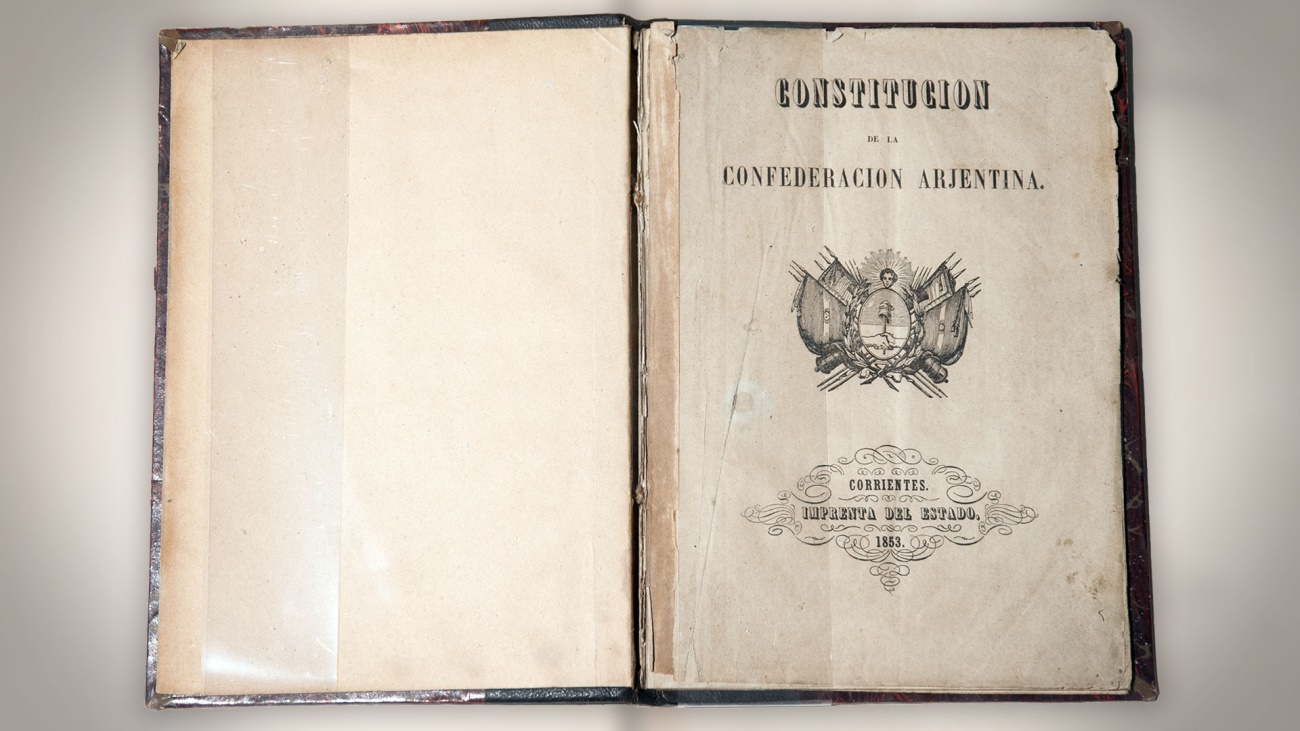 CONSTITUCION
DE LA
CONFEDERACION ARJENTINA.
CORRIENTES.
IMPRENTA DEL ESTADO,
1853.